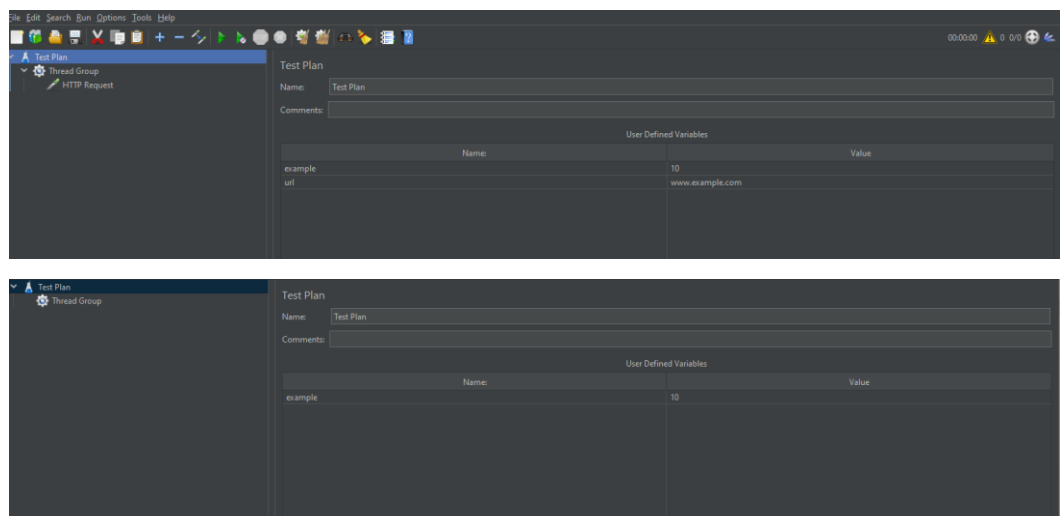 File Edit Search Run Options Tools Help
00:00:00 0 0/0
Test Plan
Thread Group
HTTP Request
Test Plan
Name: Test Plan
Comments:
User Defined Variables
Name: Value
example 10
url www.example.com
Test Plan
Thread Group
Test Plan
Name: Test Plan
Comments:
User Defined Variables
Name: Value
example 10